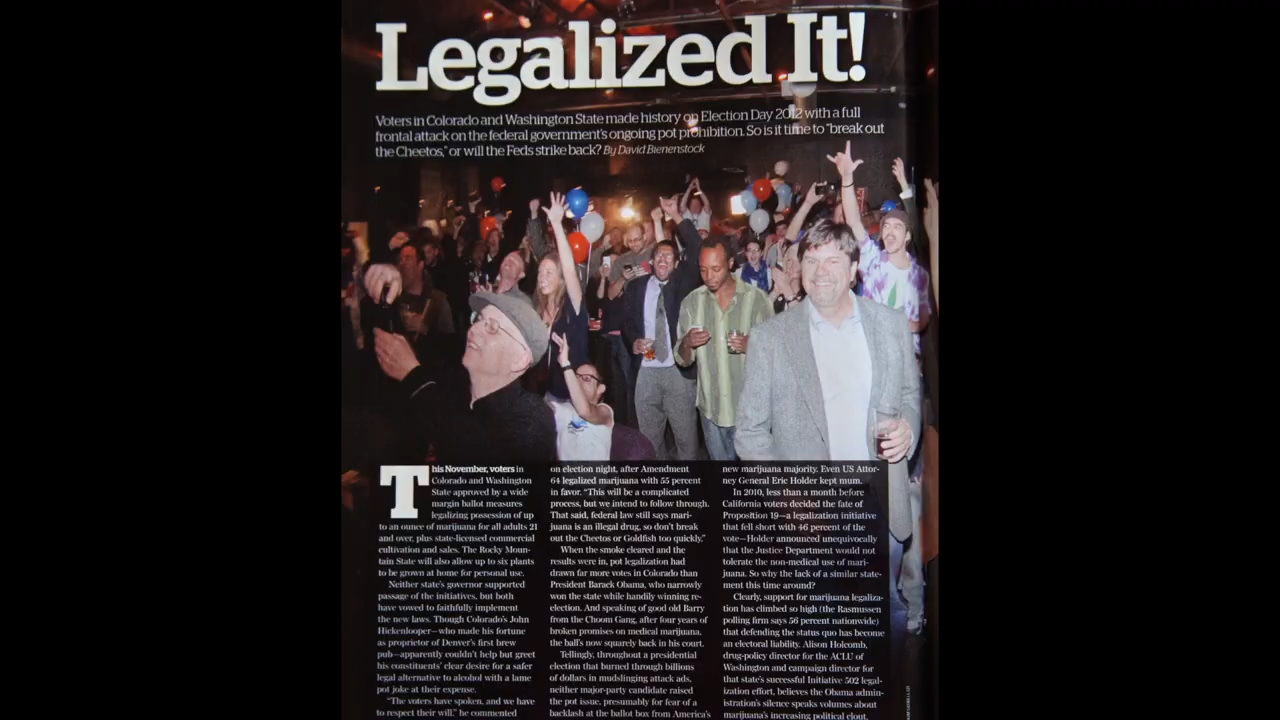 Legalized It!
Voters in Colorado and Washington State made history on Election Day 2012 with a full
frontal attack on the federal government's ongoing pot prohibition. So is it time to "break out
the Cheetos," or will the Feds strike back? By David Bienenstock
This November, voters in
Colorado and Washington
State approved by a wide
margin ballot measures
legalizing possession of up
to an ounce of marijuana for all adults 21
and over, plus state-licensed commercial
cultivation and sales. The Rocky Moun-
tain State will also allow up to six plants
to be grown at home for personal use.
Neither state's governor supported
passage of the initiatives, but both
have vowed to faithfully implement
the new laws. Though Colorado's John
Hickenlooper—who made his fortune
as proprietor of Denver's first brew
pub—apparently couldn't help but greet
his constituents' clear desire for a safer
legal alternative to alcohol with a lame
pot joke at their expense.
"The voters have spoken, and we have
to respect their will," he commented
on election night, after Amendment
64 legalized marijuana with 55 percent
in favor. "This will be a complicated
process, but we intend to follow through.
That said, federal law still says mari-
juana is an illegal drug, so don't break
out the Cheetos or Goldfish too quickly."
When the smoke cleared and the
results were in, pot legalization had
drawn far more votes in Colorado than
President Barack Obama, who narrowly
won the state while handily winning re-
election. And speaking of good old Barry
from the Choom Gang, after four years of
broken promises on medical marijuana,
the ball's now squarely back in his court.
Tellingly, throughout a presidential
election that burned through billions
of dollars in mudslinging attack ads,
neither major-party candidate raised
the pot issue, presumably for fear of a
backlash at the ballot box from America's
new marijuana majority. Even US Attor-
ney General Eric Holder kept mum.
In 2010, less than a month before
California voters decided the fate of
Proposition 19—a legalization initiative
that fell short with 46 percent of the
vote—Holder announced unequivocally
that the Justice Department would not
tolerate the non-medical use of mari-
juana. So why the lack of a similar state-
ment this time around?
Clearly, support for marijuana legaliza-
tion has climbed so high (the Rasmussen
polling firm says 56 percent nationwide)
that defending the status quo has become
an electoral liability. Alison Holcomb,
drug-policy director for the ACLU of
Washington and campaign director for
that state's successful Initiative 502 legal-
ization effort, believes the Obama admin-
istration's silence speaks volumes about
marijuana's increasing political clout,